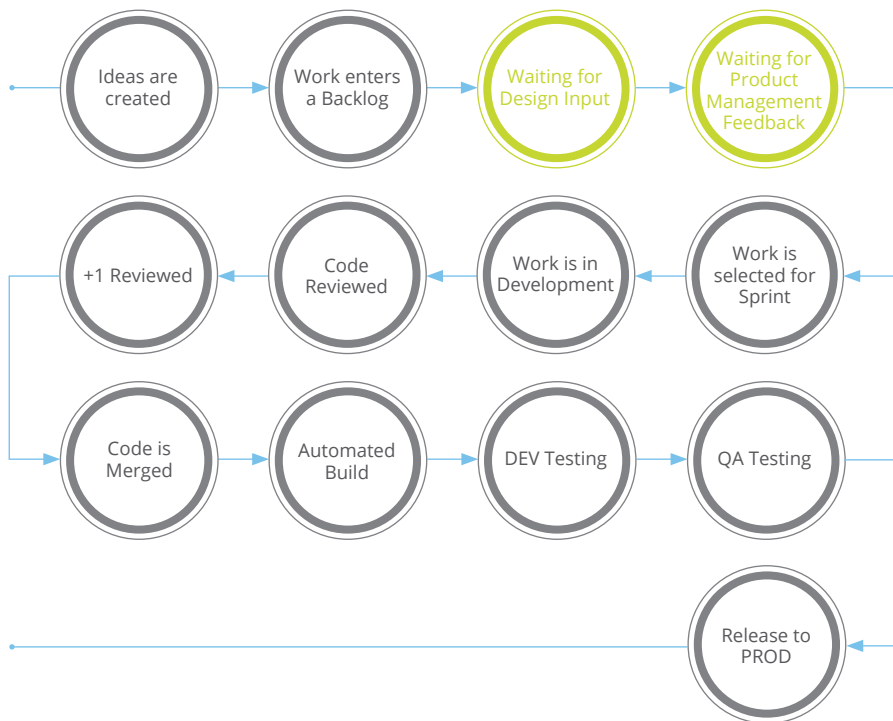 Ideas are
created
Work enters
a Backlog
Waiting for
Design Input
Waiting for
Product
Management
Feedback
Work is
selected for
Sprint
Work is in
Development
Code
Reviewed
+1 Reviewed
Code is
Merged
Automated
Build
DEV Testing
QA Testing
Release to
PROD